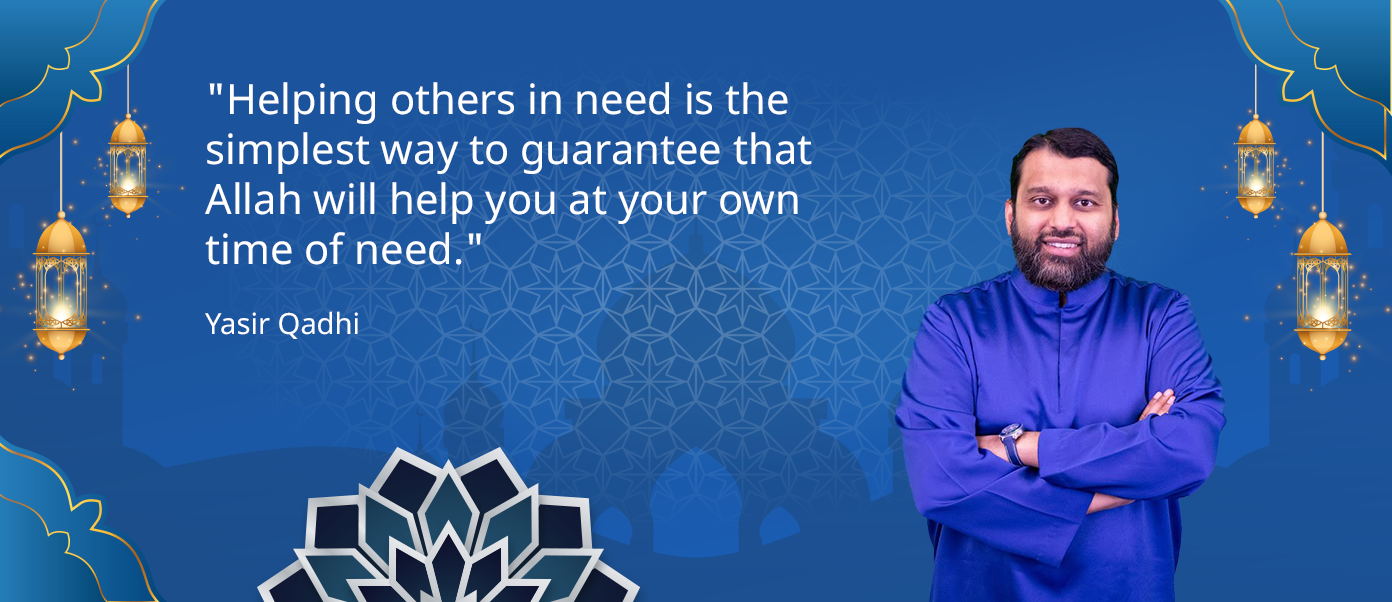 "Helping others in need is the
simplest way to guarantee that
Allah will help you at your own
time of need."
Yasir Qadhi